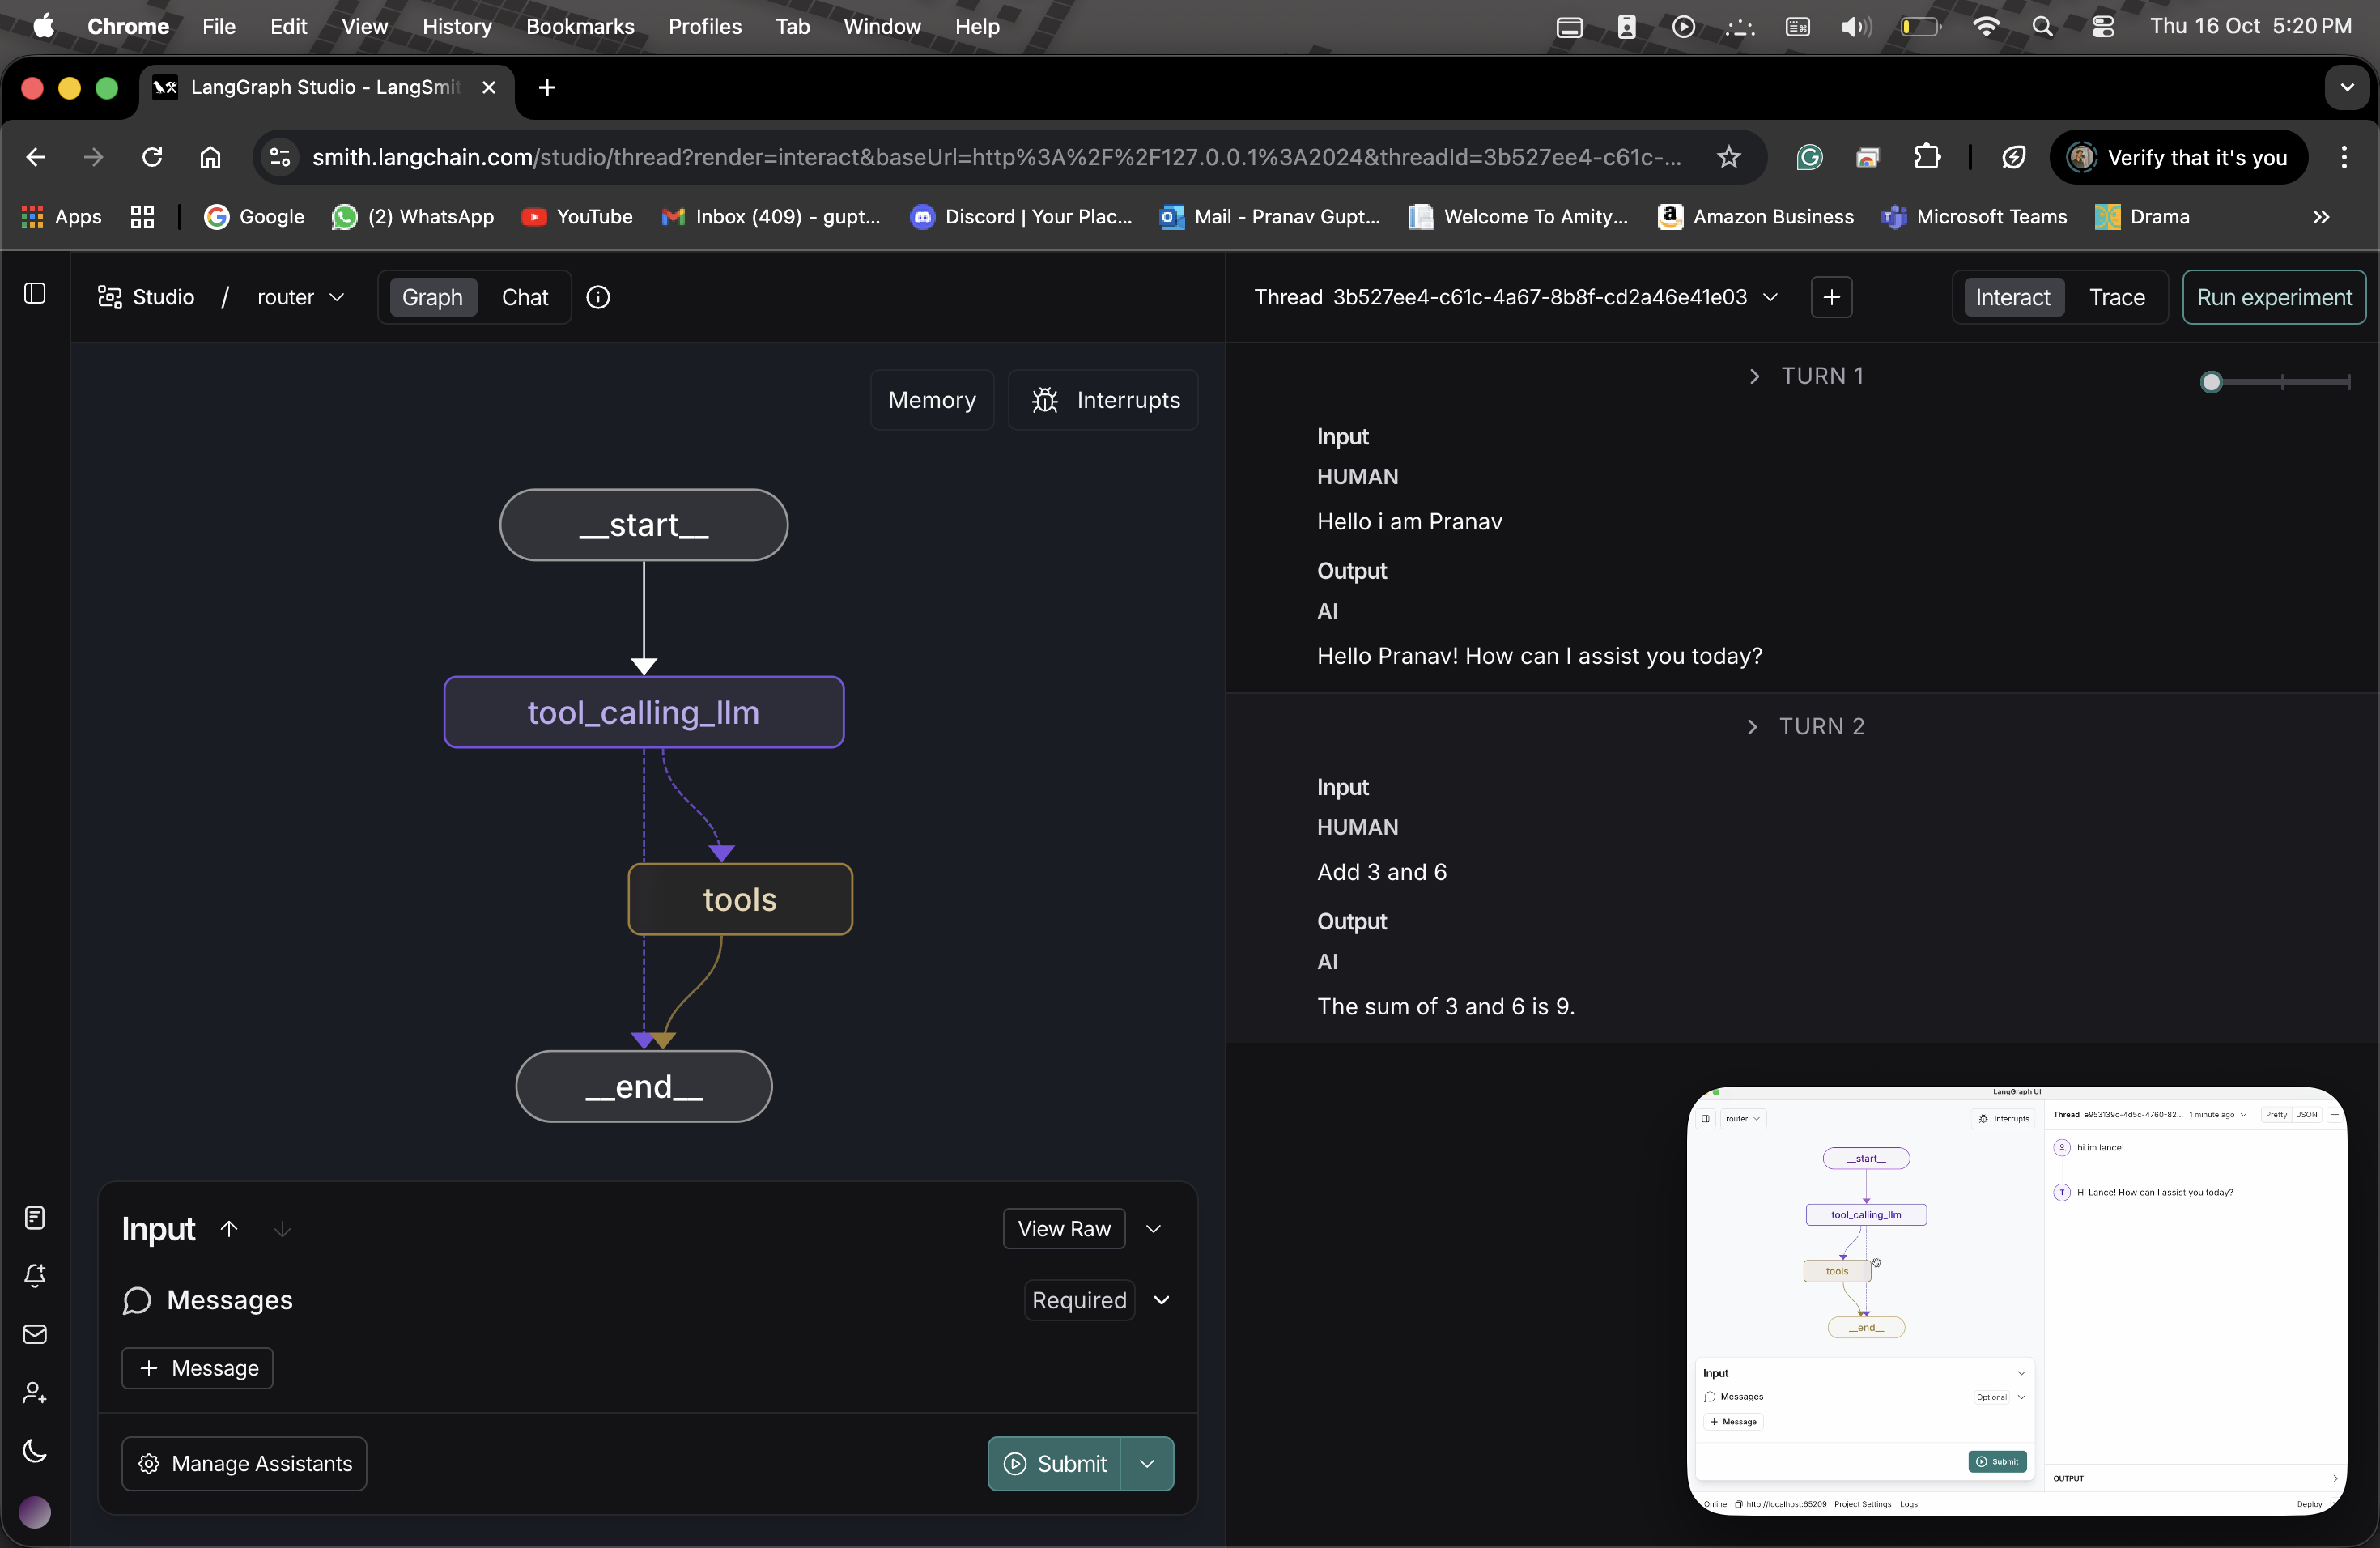 Chrome File Edit View History Bookmarks Profiles Tab Window Help Thu 16 Oct 5:20 PM
LangGraph Studio - LangSmit
smith.langchain.com/studio/thread?render=interact&baseUrl=http%3A%2F%2F127.0.0.1%3A2024&threadId=3b527ee4-c61c-... Verify that it's you
Apps Google (2) WhatsApp YouTube Inbox (409) - gupt... Discord | Your Plac... Mail - Pranav Gupt... Welcome To Amity... Amazon Business Microsoft Teams Drama
Studio / router Graph Chat
Memory Interrupts
__start__
tool_calling_llm
tools
__end__
Input View Raw
Messages Required
+ Message
Manage Assistants Submit
Thread 3b527ee4-c61c-4a67-8b8f-cd2a46e41e03 + Interact Trace Run experiment
TURN 1
Input
HUMAN
Hello i am Pranav
Output
AI
Hello Pranav! How can I assist you today?
TURN 2
Input
HUMAN
Add 3 and 6
Output
AI
The sum of 3 and 6 is 9.
LangGraph UI
router Interrupts
__start__
tool_calling_llm
tools
__end__
Input
Messages Optional
+ Message
Submit
Thread e953139c-4d5c-4760-82... 1 minute ago Pretty JSON +
hi im lance!
T Hi Lance! How can I assist you today?
OUTPUT
Online http://localhost:65209 Project Settings Logs Deploy